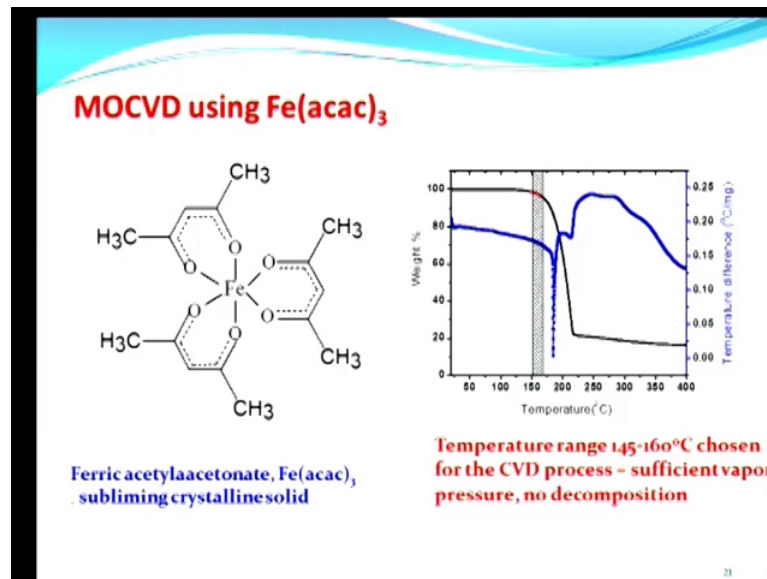 MOCVD using Fe(acac)3
CH3
H3C
O
O
Fe
O
O
CH3
O
O
CH3
H3C
CH3
100
80
60
40
20
0
Weight %
0.25
0.20
0.15
0.10
0.05
0.00
Temperature difference (°C/mg)
50 100 150 200 250 300 350 400
Temperature(°C)
Ferric acetylaacetonate, Fe(acac)3
. subliming crystalline solid
Temperature range 145-160°C chosen
for the CVD process – sufficient vapor
pressure, no decomposition
21